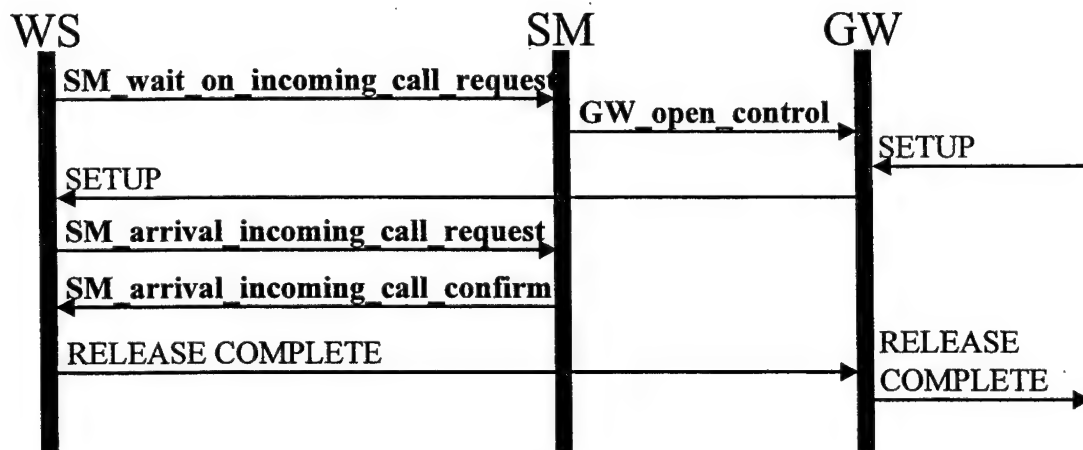 WS SM GW
SM_wait_on_incoming_call_request
GW_open_control
SETUP
SETUP
SM_arrival_incoming_call_request
SM_arrival_incoming_call_confirm
RELEASE COMPLETE
RELEASE
COMPLETE